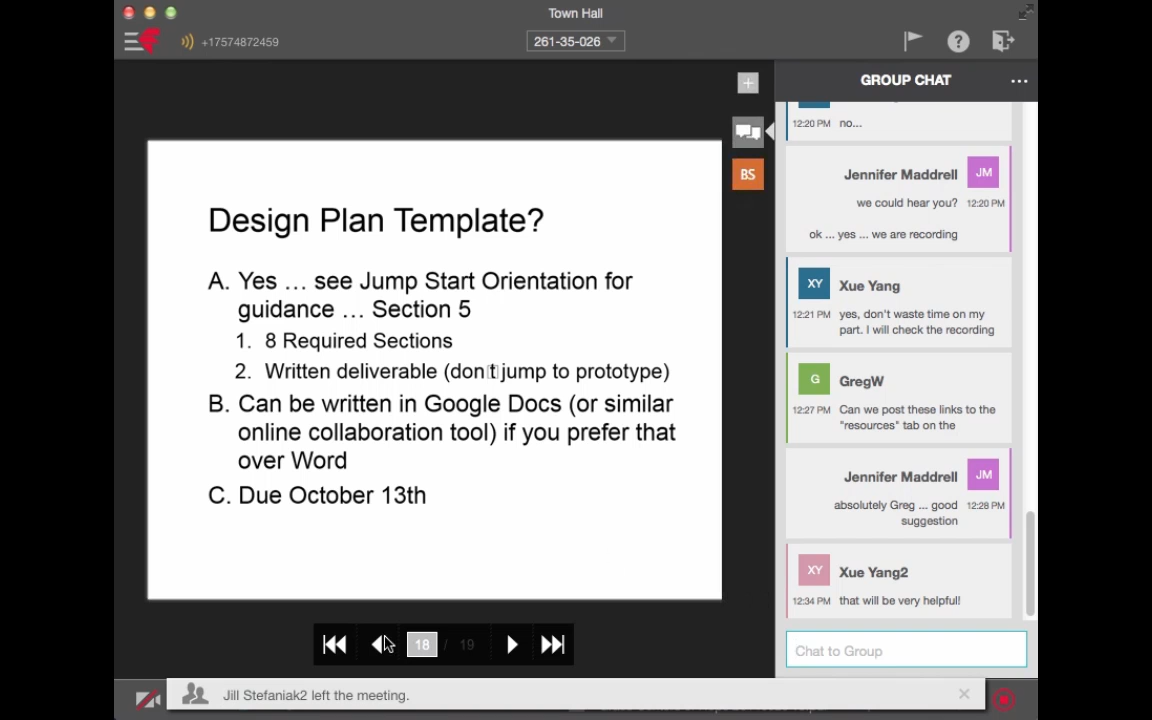 Town Hall
+17574872459
261-35-026
?
GROUP CHAT
...
+
BS
Design Plan Template?
A. Yes … see Jump Start Orientation for
guidance … Section 5
1. 8 Required Sections
2. Written deliverable (don t jump to prototype)
B. Can be written in Google Docs (or similar
online collaboration tool) if you prefer that
over Word
C. Due October 13th
18 / 19
12:20 PM no...
Jennifer Maddrell JM
we could hear you? 12:20 PM
ok ... yes ... we are recording
XY Xue Yang
12:21 PM yes, don't waste time on my
part. I will check the recording
G GregW
12:27 PM Can we post these links to the
"resources" tab on the
Jennifer Maddrell JM
absolutely Greg ... good 12:28 PM
suggestion
XY Xue Yang2
12:34 PM that will be very helpful!
Chat to Group
Jill Stefaniak2 left the meeting.